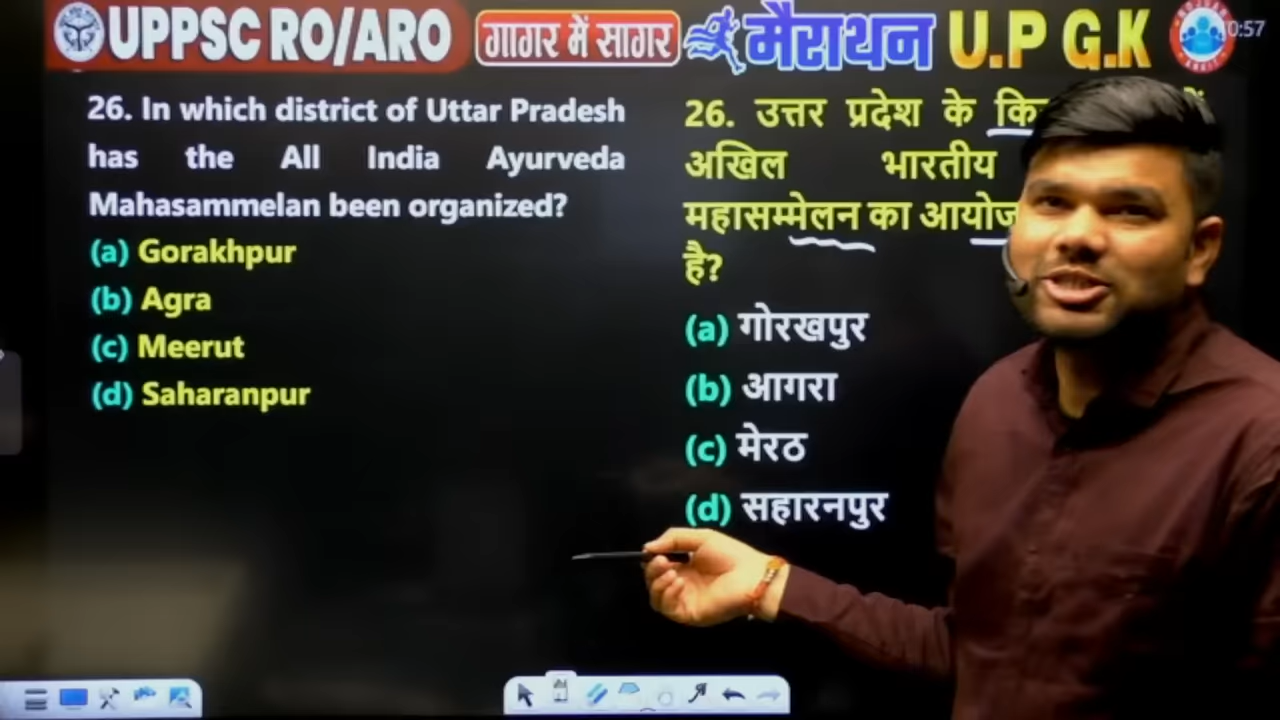 UPPSC RO/ARO गागर में सागर मैराथन U.P G.K
0:57
26. In which district of Uttar Pradesh
has the All India Ayurveda
Mahasammelan been organized?
(a) Gorakhpur
(b) Agra
(c) Meerut
(d) Saharanpur
26. उत्तर प्रदेश के
अखिल भारतीय
महासम्मेलन का
है?
(a) गोरखपुर
(b) आगरा
(c) मेरठ
(d) सहारनपुर